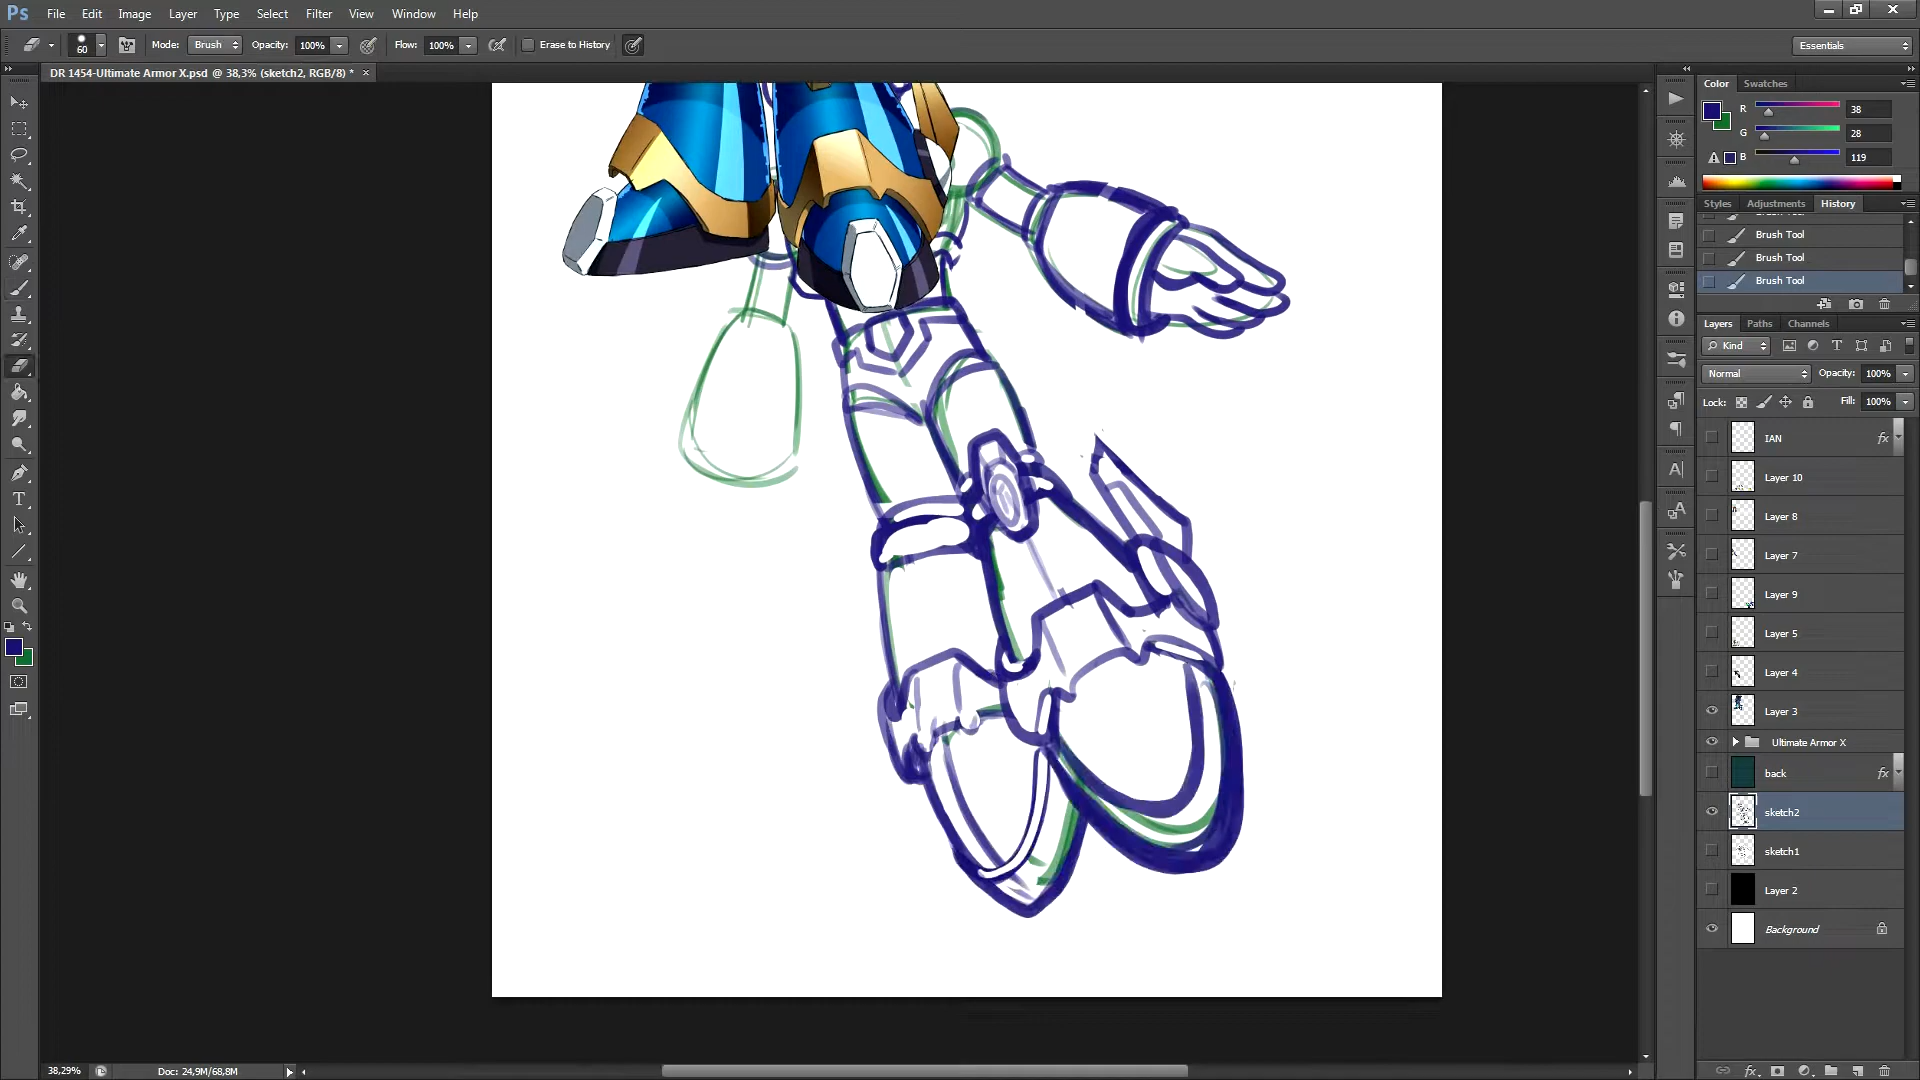 Ps File Edit Image Layer Type Select Filter View Window Help
60 Mode: Brush Opacity: 100% Flow: 100% Erase to History Essentials
DR 1454-Ultimate Armor X.psd @ 38,3% (sketch2, RGB/8) * ×
Color Swatches
R 38
G 28
B 119
Styles Adjustments History
Brush Tool
Brush Tool
Brush Tool
Layers Paths Channels
Kind
Normal Opacity: 100%
Lock: Fill: 100%
IAN fx
Layer 10
Layer 8
Layer 7
Layer 9
Layer 5
Layer 4
Layer 3
Ultimate Armor X
back fx
sketch2
sketch1
Layer 2
Background
38,29% Doc: 24,9M/68,8M